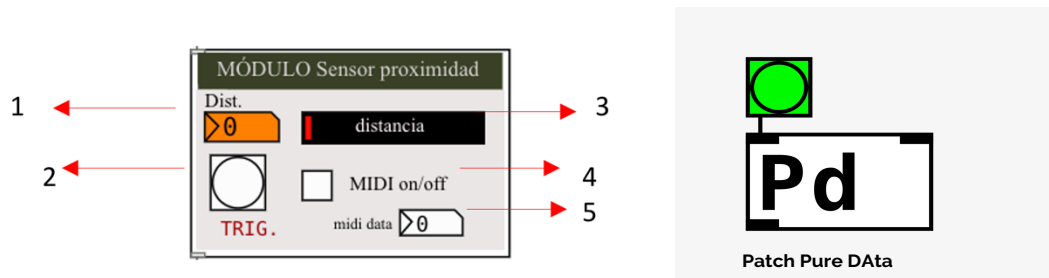 MÓDULO Sensor proximidad
1
Dist.
0
distancia
3
2
TRIG.
MIDI on/off
4
midi data
0
5
Pd
Patch Pure DAta